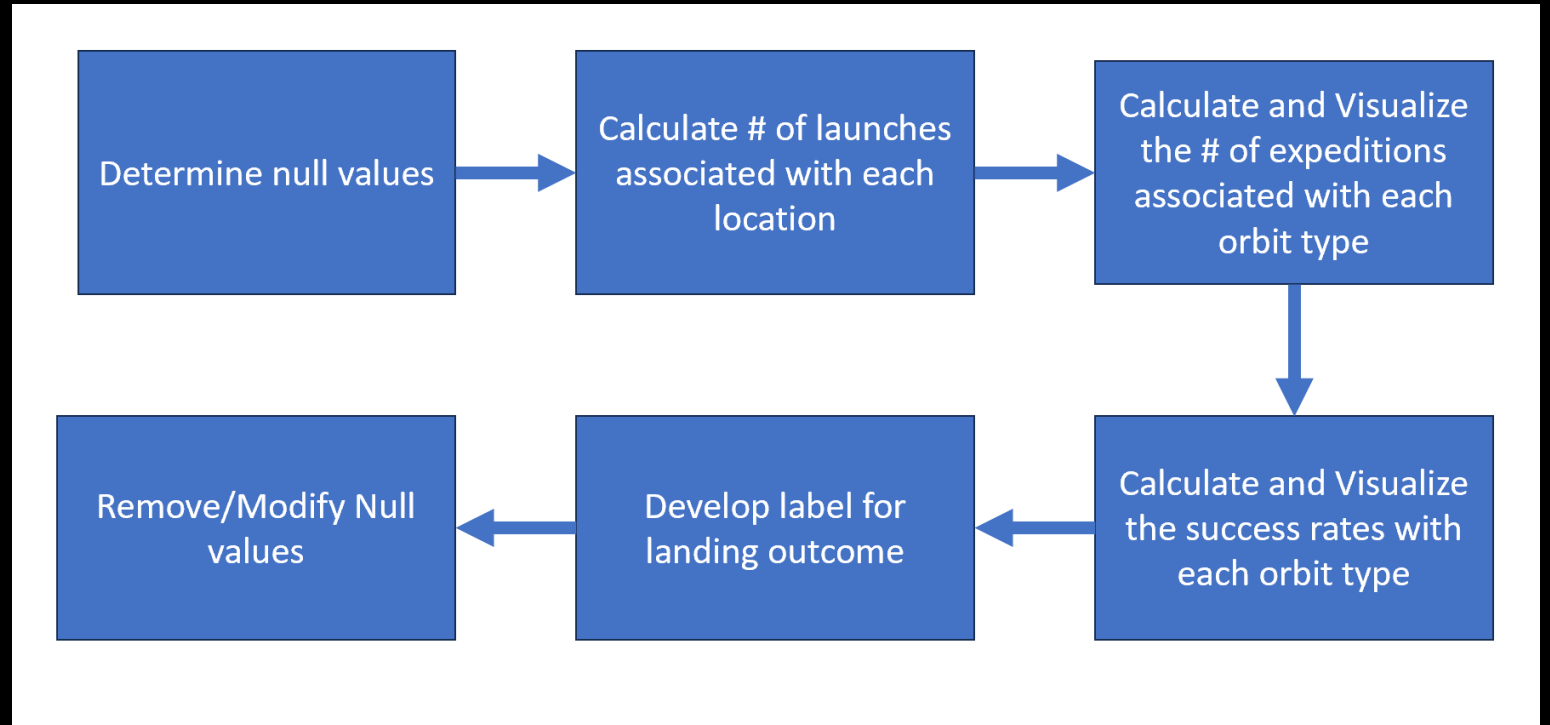 Determine null values
Calculate # of launches
associated with each
location
Calculate and Visualize
the # of expeditions
associated with each
orbit type
Calculate and Visualize
the success rates with
each orbit type
Develop label for
landing outcome
Remove/Modify Null
values